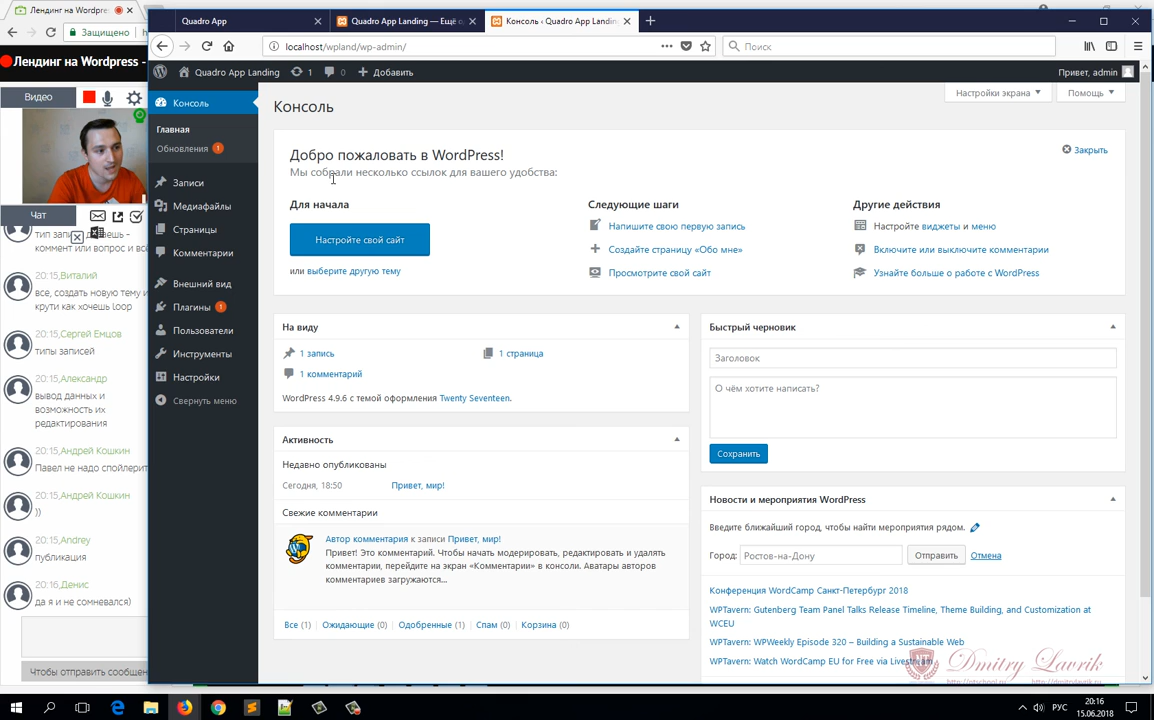 Лендинг на
Защищено
Лендинг на Wordpress -
Видео
Чат
коммент или вопрос и всё
20:15,Виталий
все, создать новую тему и
крути как хочешь loop
20:15,Сергей Емцов
типы записей
20:15,Александр
вывод данных и
возможность их
редактирования
20:15,Андрей Кошкин
Павел не надо спойлерит
20:15,Андрей Кошкин
))
20:15,Andrey
публикация
20:16,Денис
да я и не сомневался)
Чтобы отправить сообщен
Quadro App
Quadro App Landing — Ещё о
Консоль ‹ Quadro App Landing
localhost/wpland/wp-admin/
Поиск
Quadro App Landing
1
0
Добавить
Привет, admin
Консоль
Главная
Обновления 1
Записи
Медиафайлы
Страницы
Комментарии
Внешний вид
Плагины 1
Пользователи
Инструменты
Настройки
Свернуть меню
Консоль
Настройки экрана
Помощь
Добро пожаловать в WordPress!
Мы собрали несколько ссылок для вашего удобства:
Закрыть
Для начала
Настройте свой сайт
или выберите другую тему
Следующие шаги
Напишите свою первую запись
Создайте страницу «Обо мне»
Просмотрите свой сайт
Другие действия
Настройте виджеты и меню
Включите или выключите комментарии
Узнайте больше о работе с WordPress
На виду
1 запись
1 страница
1 комментарий
WordPress 4.9.6 с темой оформления Twenty Seventeen.
Активность
Недавно опубликованы
Сегодня, 18:50
Привет, мир!
Свежие комментарии
Автор комментария к записи Привет, мир!
Привет! Это комментарий. Чтобы начать модерировать, редактировать и удалять
комментарии, перейдите на экран «Комментарии» в консоли. Аватары авторов
комментариев загружаются...
Все (1)
Ожидающие (0)
Одобренные (1)
Спам (0)
Корзина (0)
Быстрый черновик
Заголовок
О чём хотите написать?
Сохранить
Новости и мероприятия WordPress
Введите ближайший город, чтобы найти мероприятия рядом.
Город:
Ростов-на-Дону
Отправить
Отмена
Конференция WordCamp Санкт-Петербург 2018
WPTavern: Gutenberg Team Panel Talks Release Timeline, Theme Building, and Customization at
WCEU
WPTavern: WPWeekly Episode 320 – Building a Sustainable Web
WPTavern: Watch WordCamp EU for Free via Livestream
Dmitry Lavrik
РУС
20:16
15.06.2018